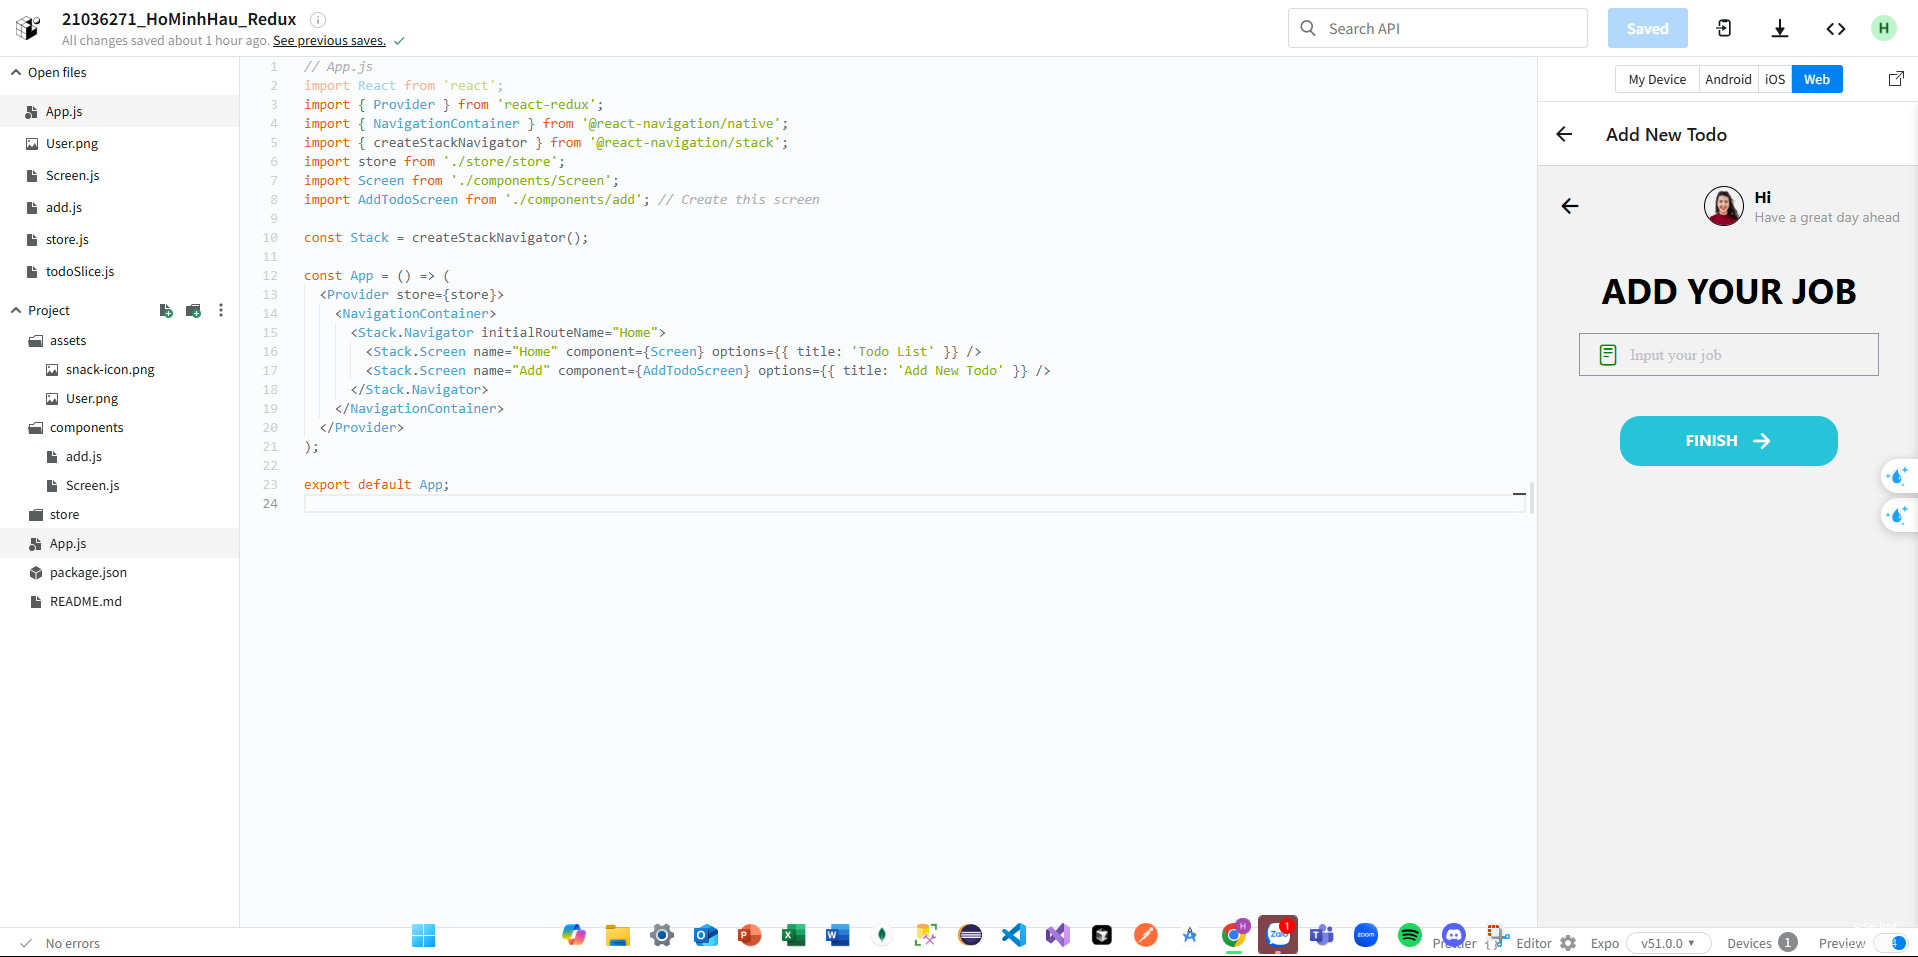 21036271_HoMinhHau_Redux
All changes saved about 1 hour ago. See previous saves.
Search API
Saved
H
Open files
App.js
User.png
Screen.js
add.js
store.js
todoSlice.js
Project
assets
snack-icon.png
User.png
components
add.js
Screen.js
store
App.js
package.json
README.md
1 // App.js
2 import React from 'react';
3 import { Provider } from 'react-redux';
4 import { NavigationContainer } from '@react-navigation/native';
5 import { createStackNavigator } from '@react-navigation/stack';
6 import store from './store/store';
7 import Screen from './components/Screen';
8 import AddTodoScreen from './components/add'; // Create this screen
9
10 const Stack = createStackNavigator();
11
12 const App = () => (
13 <Provider store={store}>
14 <NavigationContainer>
15 <Stack.Navigator initialRouteName="Home">
16 <Stack.Screen name="Home" component={Screen} options={{ title: 'Todo List' }} />
17 <Stack.Screen name="Add" component={AddTodoScreen} options={{ title: 'Add New Todo' }} />
18 </Stack.Navigator>
19 </NavigationContainer>
20 </Provider>
21 );
22
23 export default App;
24
My Device Android iOS Web
Add New Todo
Hi
Have a great day ahead
ADD YOUR JOB
Input your job
FINISH
No errors
Editor Expo v51.0.0 Devices 1 Preview